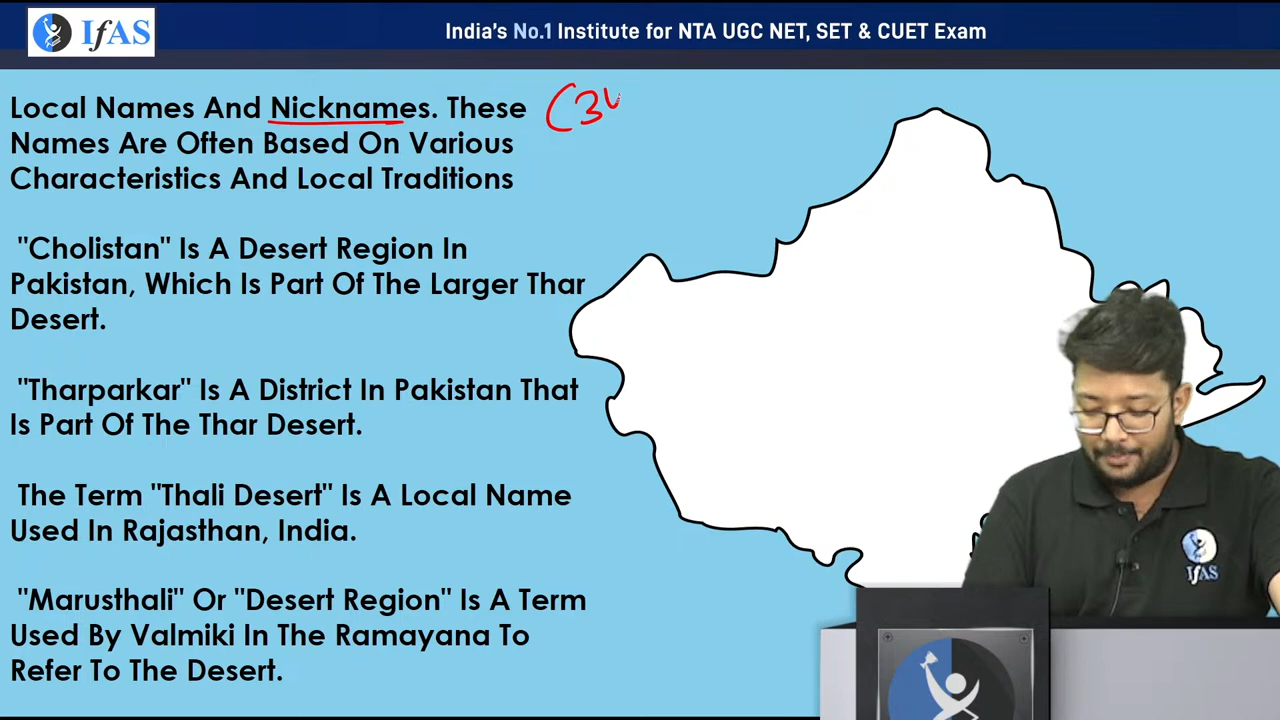 IfAS
India's No.1 Institute for NTA UGC NET, SET & CUET Exam
Local Names And Nicknames. These
Names Are Often Based On Various
Characteristics And Local Traditions
"Cholistan" Is A Desert Region In
Pakistan, Which Is Part Of The Larger Thar
Desert.
"Tharparkar" Is A District In Pakistan That
Is Part Of The Thar Desert.
The Term "Thali Desert" Is A Local Name
Used In Rajasthan, India.
"Marusthali" Or "Desert Region" Is A Term
Used By Valmiki In The Ramayana To
Refer To The Desert.
IfAS